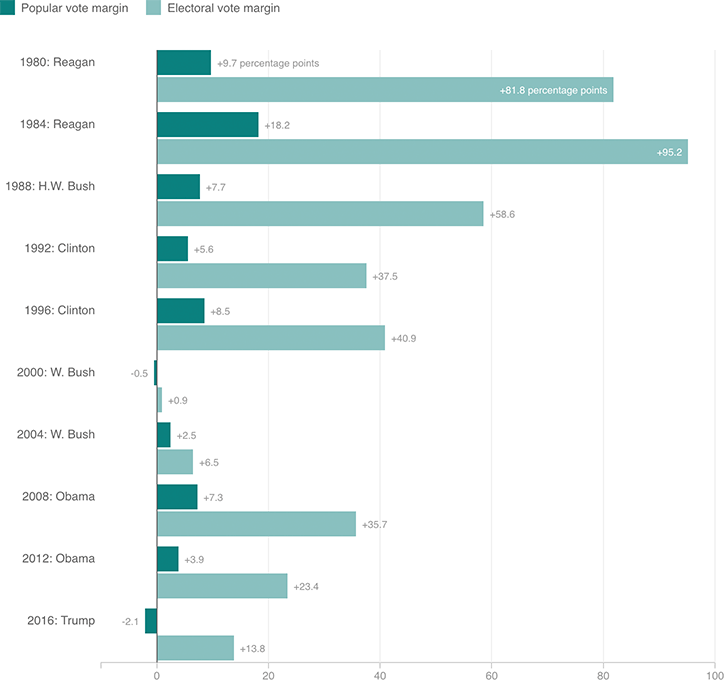 Popular vote margin Electoral vote margin
1980: Reagan +9.7 percentage points
+81.8 percentage points
1984: Reagan +18.2
+95.2
1988: H.W. Bush +7.7
+58.6
1992: Clinton +5.6
+37.5
1996: Clinton +8.5
+40.9
2000: W. Bush -0.5
+0.9
2004: W. Bush +2.5
+6.5
2008: Obama +7.3
+35.7
2012: Obama +3.9
+23.4
2016: Trump -2.1
+13.8
0 20 40 60 80 100